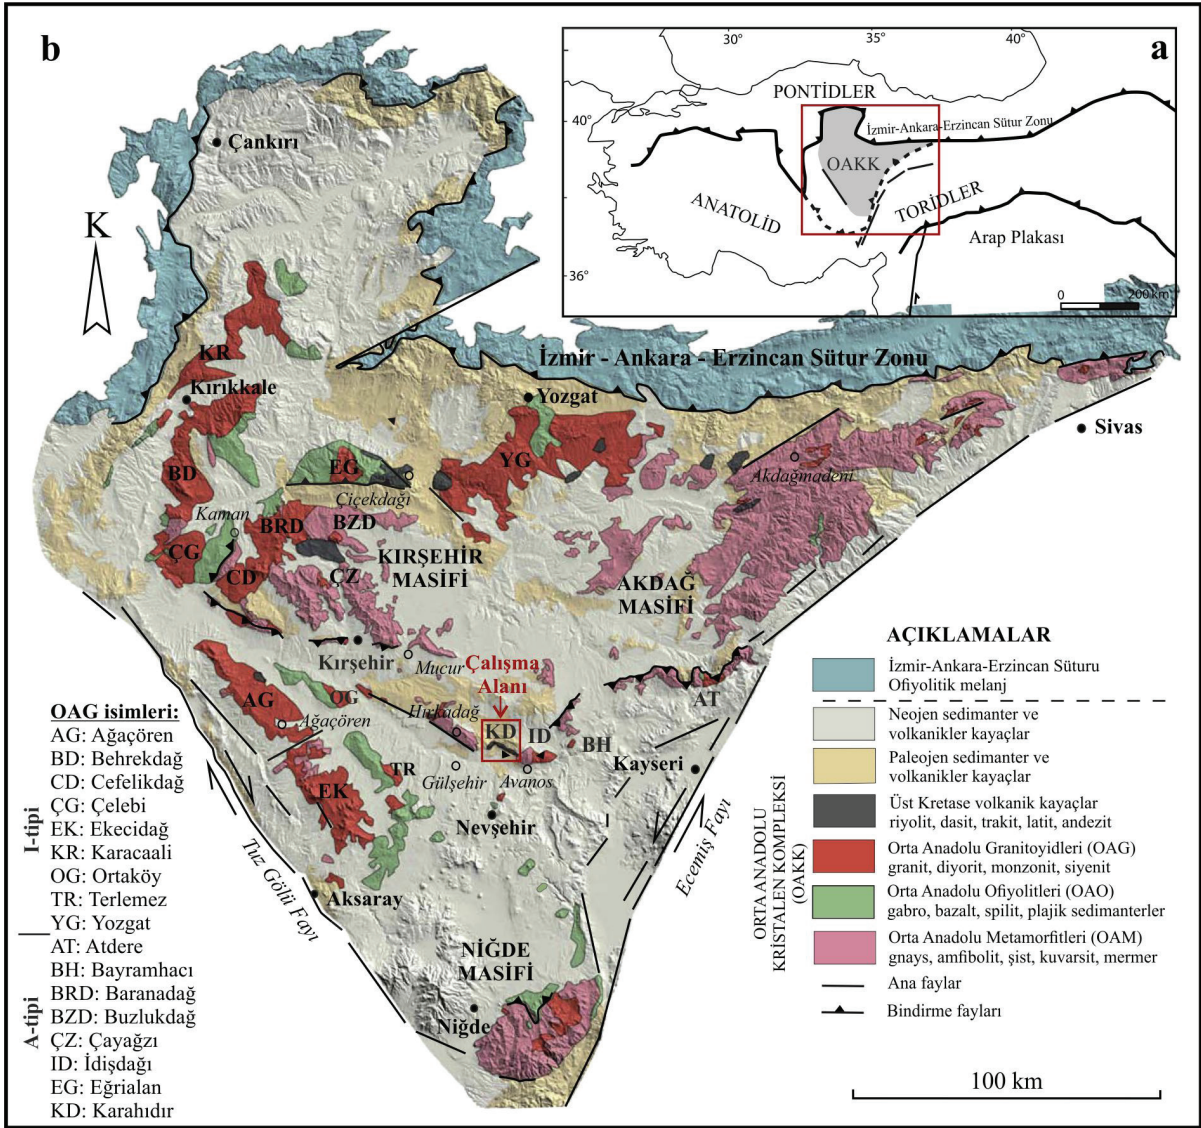 b
a
30°
35°
40°
40°
36°
PONTİDLER
İzmir-Ankara-Erzincan Sütur Zonu
OAKK
ANATOLİD
TORİDLER
Arap Plakası
0
200 km
Çankırı
K
KR
Kırıkkale
İzmir - Ankara - Erzincan Sütur Zonu
Yozgat
Sivas
BD
EG
YG
Akdağmadeni
Çiçekdağı
Kaman
BRD
BZD
ÇG
CD
ÇZ
KIRŞEHİR
MASİFİ
AKDAĞ
MASİFİ
Kırşehir
Mucur
Çalışma
Alanı
AG
OG
Ağaçören
Hırkadağ
KD
ID
BH
AT
TR
Gülşehir
Avanos
Kayseri
EK
Nevşehir
Tuz Gölü Fayı
Ecemiş Fayı
Aksaray
NİĞDE
MASİFİ
Niğde
OAG isimleri:
I-tipi
AG: Ağaçören
BD: Behrekdağ
CD: Cefelikdağ
ÇG: Çelebi
EK: Ekecidağ
KR: Karacaali
OG: Ortaköy
TR: Terlemez
YG: Yozgat
A-tipi
AT: Atdere
BH: Bayramhacı
BRD: Baranadağ
BZD: Buzlukdağ
ÇZ: Çayağzı
ID: İdişdağı
EG: Eğrialan
KD: Karahıdır
AÇIKLAMALAR
İzmir-Ankara-Erzincan Süturu
Ofiyolitik melanj
Neojen sedimanter ve
volkanikler kayaçlar
Paleojen sedimanter ve
volkanikler kayaçlar
ORTA ANADOLU
KRİSTALEN KOMPLEKSİ
(OAKK)
Üst Kretase volkanik kayaçlar
riyolit, dasit, trakit, latit, andezit
Orta Anadolu Granitoyidleri (OAG)
granit, diyorit, monzonit, siyenit
Orta Anadolu Ofiyolitleri (OAO)
gabro, bazalt, spilit, plajik sedimanterler
Orta Anadolu Metamorfitleri (OAM)
gnays, amfibolit, şist, kuvarsit, mermer
Ana faylar
Bindirme fayları
100 km